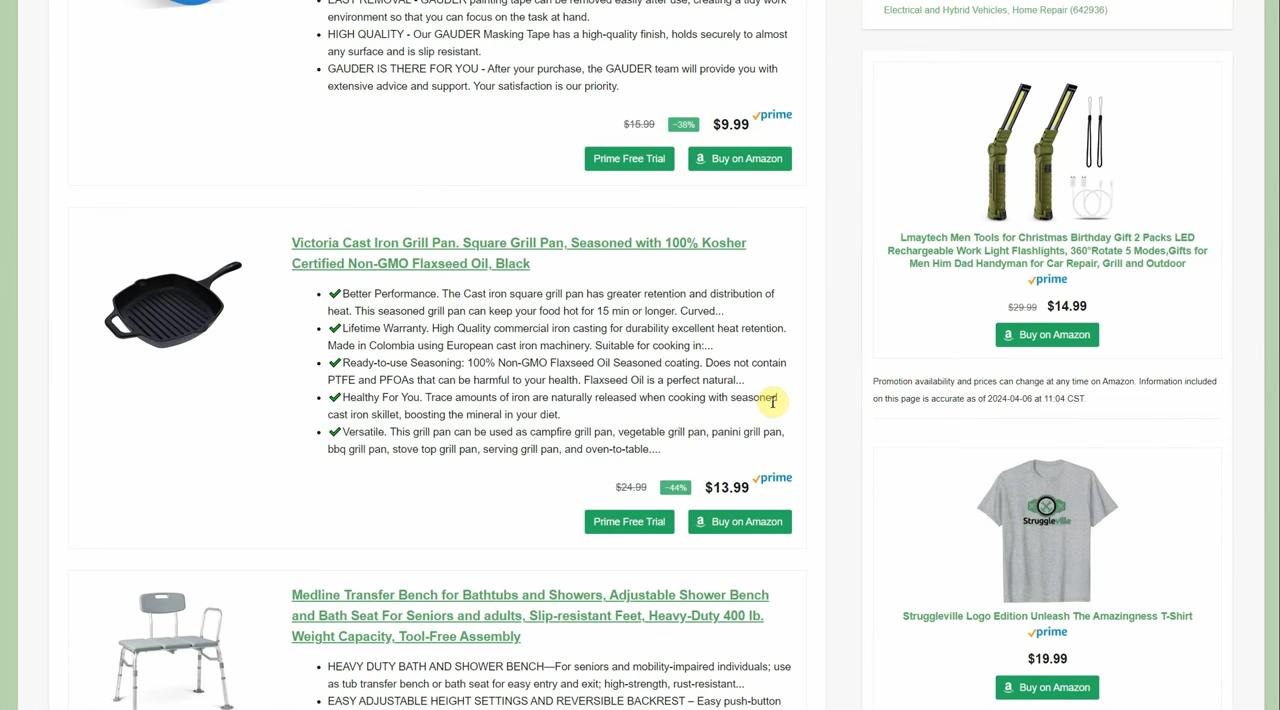 EASY REMOVAL - GAUDER painting tape can be removed easily after use, creating a tidy work
environment so that you can focus on the task at hand.
HIGH QUALITY - Our GAUDER Masking Tape has a high-quality finish, holds securely to almost
any surface and is slip resistant.
GAUDER IS THERE FOR YOU - After your purchase, the GAUDER team will provide you with
extensive advice and support. Your satisfaction is our priority.
$15.99 -38% $9.99 prime
Prime Free Trial Buy on Amazon
Victoria Cast Iron Grill Pan. Square Grill Pan, Seasoned with 100% Kosher
Certified Non-GMO Flaxseed Oil, Black
Better Performance. The Cast iron square grill pan has greater retention and distribution of
heat. This seasoned grill pan can keep your food hot for 15 min or longer. Curved...
Lifetime Warranty. High Quality commercial iron casting for durability excellent heat retention.
Made in Colombia using European cast iron machinery. Suitable for cooking in:...
Ready-to-use Seasoning: 100% Non-GMO Flaxseed Oil Seasoned coating. Does not contain
PTFE and PFOAs that can be harmful to your health. Flaxseed Oil is a perfect natural...
Healthy For You. Trace amounts of iron are naturally released when cooking with seasoned
cast iron skillet, boosting the mineral in your diet.
Versatile. This grill pan can be used as campfire grill pan, vegetable grill pan, panini grill pan,
bbq grill pan, stove top grill pan, serving grill pan, and oven-to-table....
$24.99 -44% $13.99 prime
Prime Free Trial Buy on Amazon
Medline Transfer Bench for Bathtubs and Showers, Adjustable Shower Bench
and Bath Seat For Seniors and adults, Slip-resistant Feet, Heavy-Duty 400 lb.
Weight Capacity, Tool-Free Assembly
HEAVY DUTY BATH AND SHOWER BENCH—For seniors and mobility-impaired individuals; use
as tub transfer bench or bath seat for easy entry and exit; high-strength, rust-resistant...
EASY ADJUSTABLE HEIGHT SETTINGS AND REVERSIBLE BACKREST – Easy push-button
Electrical and Hybrid Vehicles, Home Repair (642936)
Lmaytech Men Tools for Christmas Birthday Gift 2 Packs LED
Rechargeable Work Light Flashlights, 360°Rotate 5 Modes,Gifts for
Men Him Dad Handyman for Car Repair, Grill and Outdoor
prime
$29.99 $14.99
Buy on Amazon
Promotion availability and prices can change at any time on Amazon. Information included
on this page is accurate as of 2024-04-06 at 11:04 CST.
Struggleville
Struggleville Logo Edition Unleash The Amazingness T-Shirt
prime
$19.99
Buy on Amazon